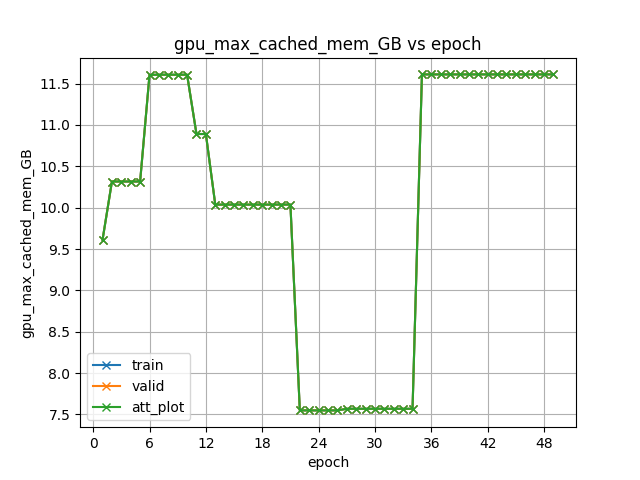 gpu_max_cached_mem_GB vs epoch
gpu_max_cached_mem_GB
11.5
11.0
10.5
10.0
9.5
9.0
8.5
8.0
7.5
train
valid
att_plot
0 6 12 18 24 30 36 42 48
epoch